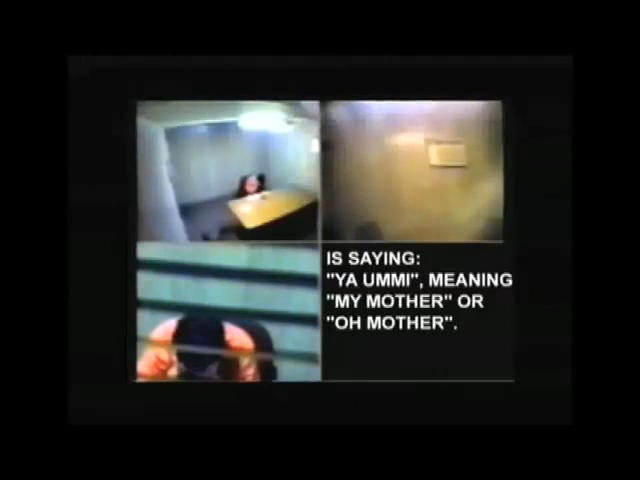 IS SAYING:
"YA UMMI", MEANING
"MY MOTHER" OR
"OH MOTHER".